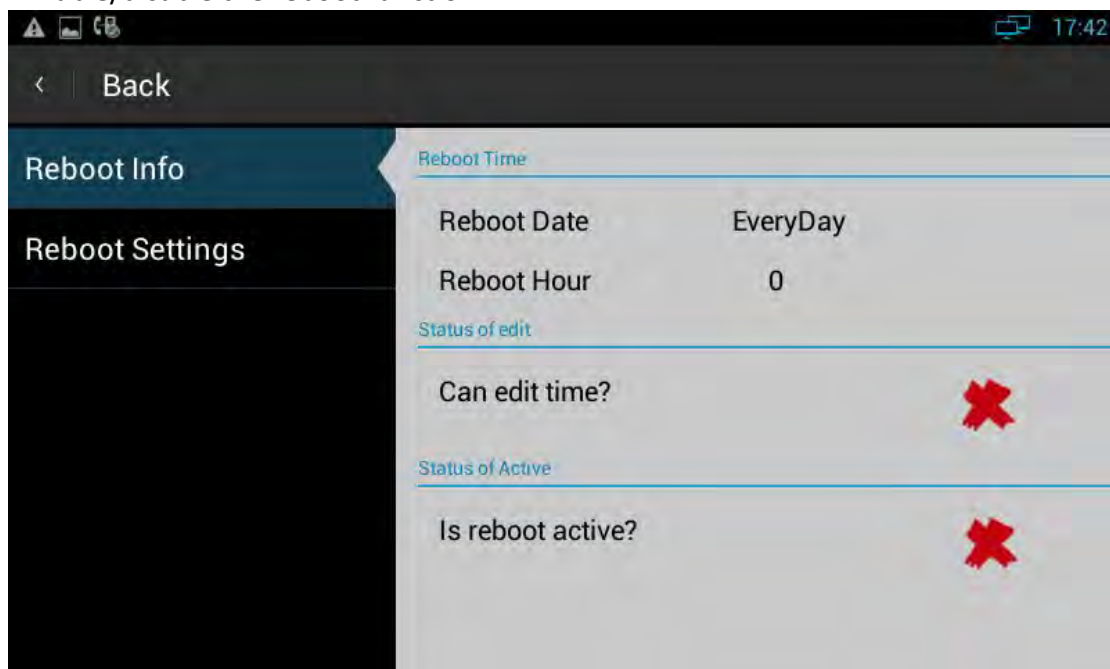 17:42
Back
Reboot Info
Reboot Settings
Reboot Time
Reboot Date EveryDay
Reboot Hour 0
Status of edit
Can edit time?
Status of Active
Is reboot active?